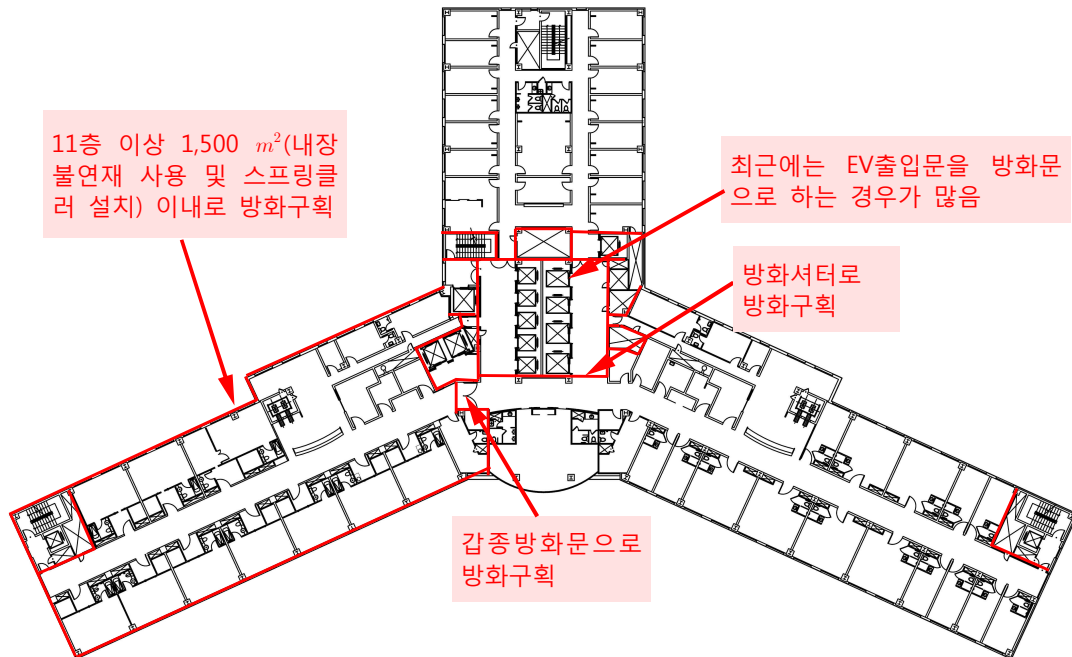 11층 이상 1,500 m²(내장
불연재 사용 및 스프링클
러 설치) 이내로 방화구획
최근에는 EV출입문을 방화문
으로 하는 경우가 많음
방화셔터로
방화구획
갑종방화문으로
방화구획